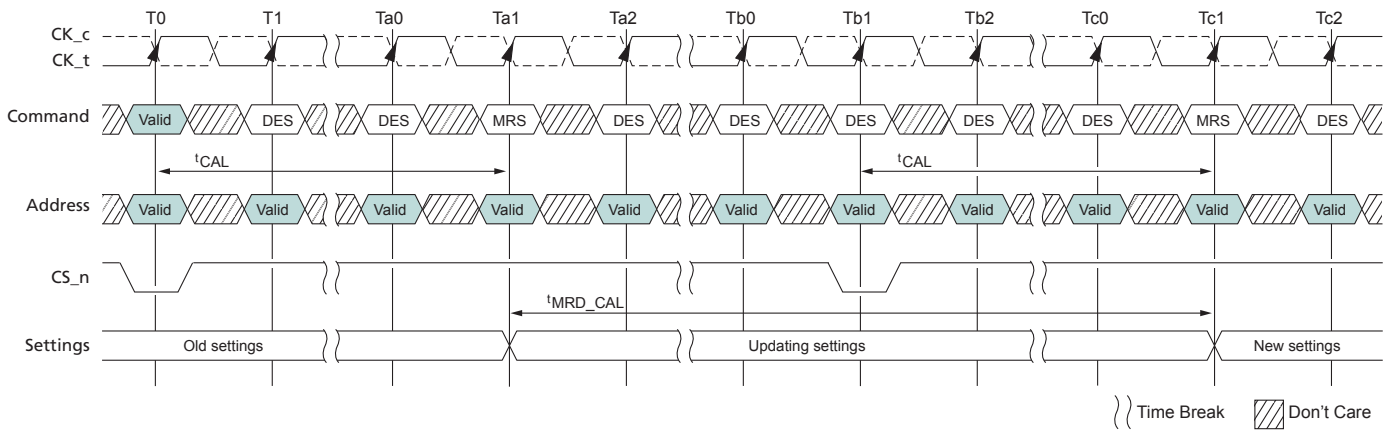 T0 T1 Ta0 Ta1 Ta2 Tb0 Tb1 Tb2 Tc0 Tc1 Tc2
CK_c
CK_t
Command Valid DES DES MRS DES DES DES DES DES MRS DES
tCAL tCAL
Address Valid Valid Valid Valid Valid Valid Valid Valid Valid Valid Valid
CS_n
tMRD_CAL
Settings Old settings Updating settings New settings
Time Break Don't Care